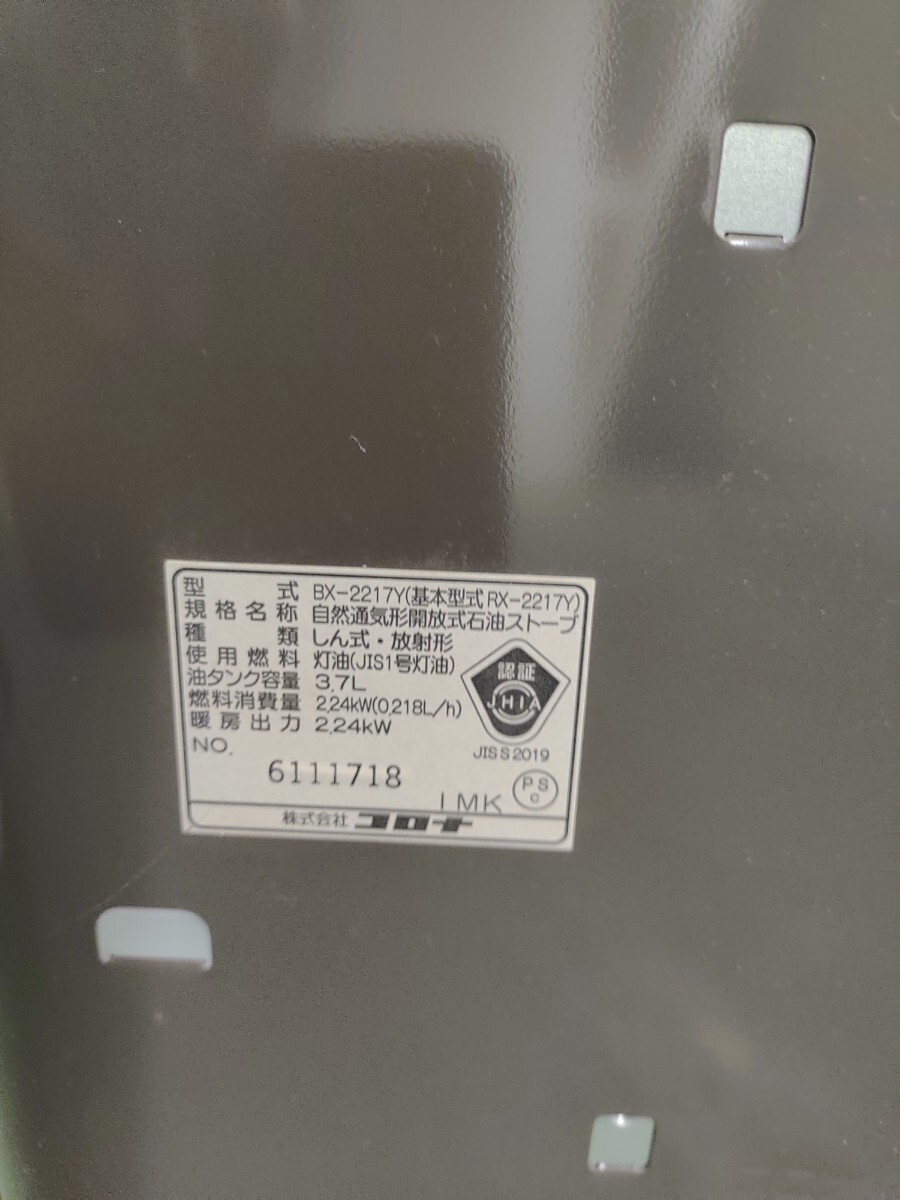 型式 BX-2217Y(基本型式 RX-2217Y)
規格名称 自然通気形開放式石油ストーブ
種類 しん式・放射形
使用燃料 灯油(JIS1号灯油)
油タンク容量 3.7L
燃料消費量 2.24kW(0.218L/h)
暖房出力 2.24kW
認証
JHIA
JIS S 2019
NO.
6111718
IMK
PS
C
株式会社 コロナ